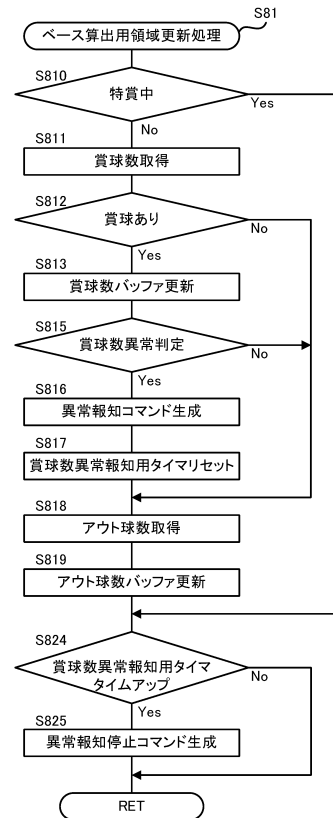 S81
ベース算出用領域更新処理
S810
特賞中
Yes
No
S811
賞球数取得
S812
賞球あり
No
Yes
S813
賞球数バッファ更新
S815
賞球数異常判定
No
Yes
S816
異常報知コマンド生成
S817
賞球数異常報知用タイマリセット
S818
アウト球数取得
S819
アウト球数バッファ更新
S824
賞球数異常報知用タイマ
タイムアップ
No
Yes
S825
異常報知停止コマンド生成
RET